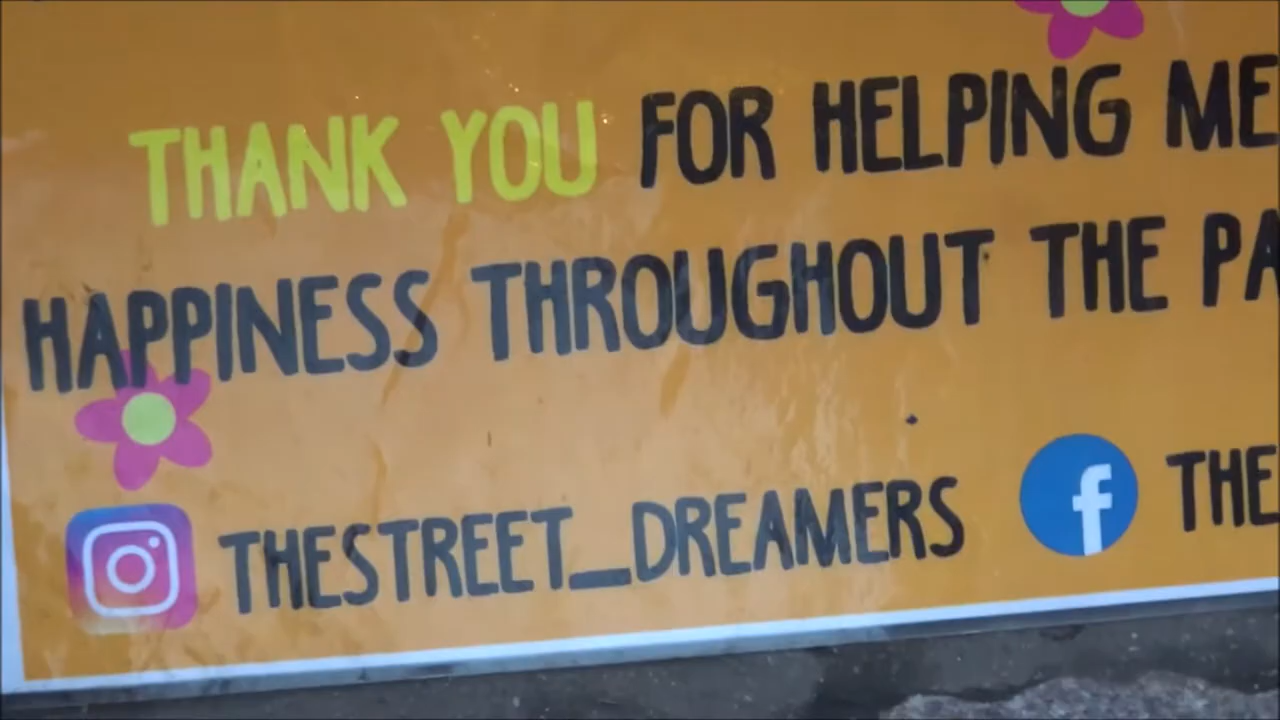 THANK YOU FOR HELPING ME
HAPPINESS THROUGHOUT THE PA
THESTREET_DREAMERS f THE